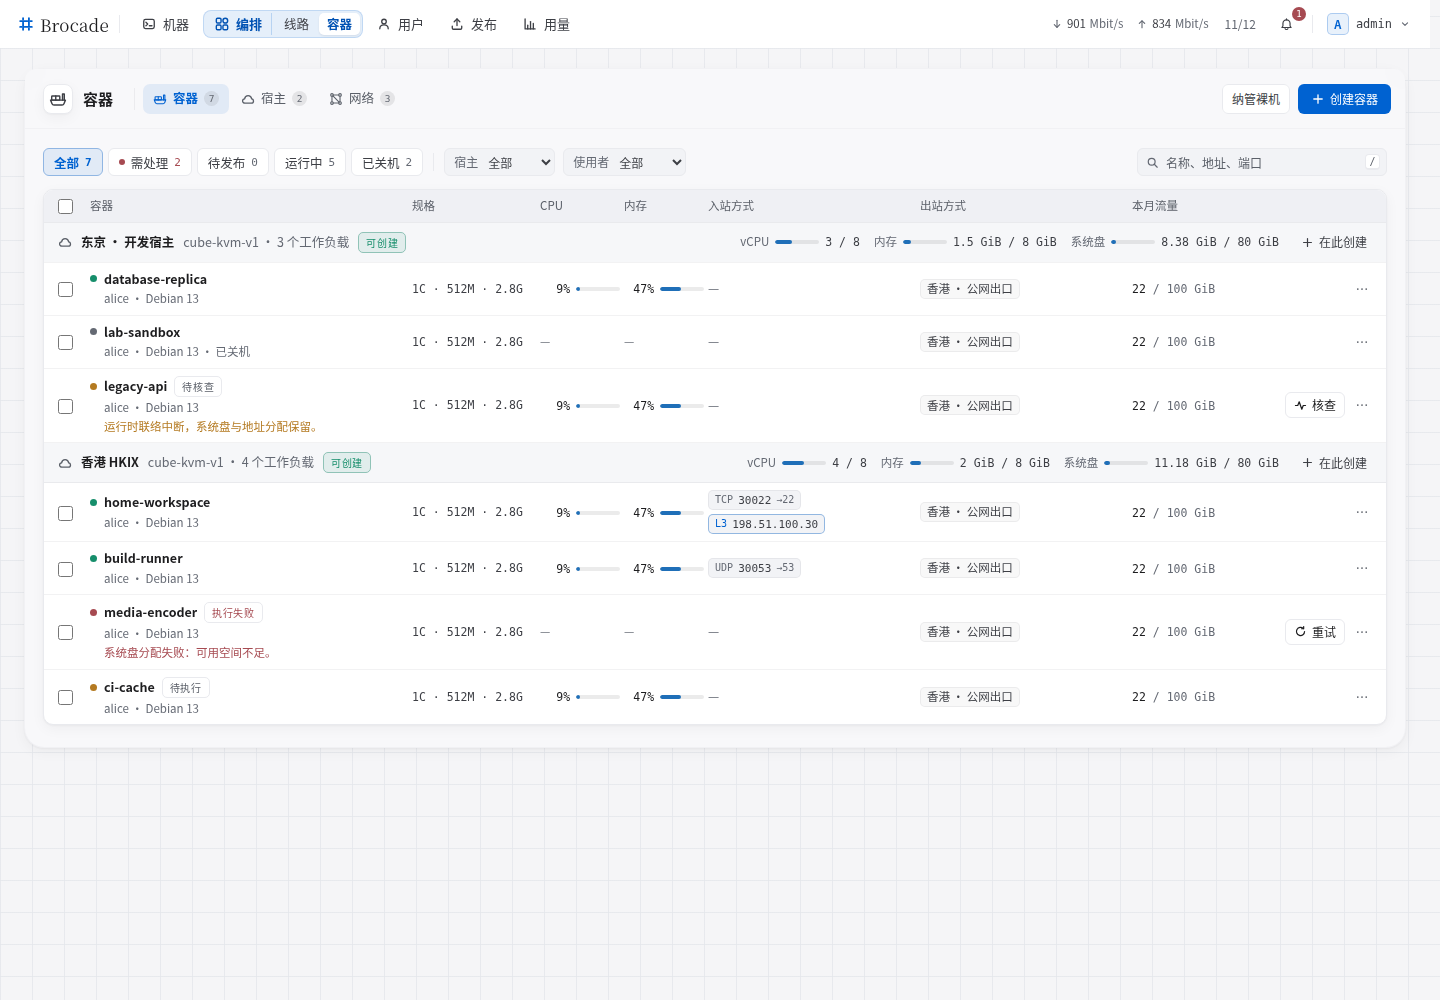 Brocade 机器 编排 线路 容器 用户 发布 用量 ↓ 901 Mbit/s ↑ 834 Mbit/s 11/12 1 A admin
容器 容器 7 宿主 2 网络 3 纳管裸机 + 创建容器
全部 7 需处理 2 待发布 0 运行中 5 已关机 2 宿主 全部 使用者 全部 名称、地址、端口 /
容器 规格 CPU 内存 入站方式 出站方式 本月流量
东京 · 开发宿主 cube-kvm-v1 · 3 个工作负载 可创建 vCPU 3 / 8 内存 1.5 GiB / 8 GiB 系统盘 8.38 GiB / 80 GiB + 在此创建
database-replica
alice · Debian 13
1C · 512M · 2.8G 9% 47% — 香港 · 公网出口 22 / 100 GiB ···
lab-sandbox
alice · Debian 13 · 已关机
1C · 512M · 2.8G — — — 香港 · 公网出口 22 / 100 GiB ···
legacy-api 待核查
alice · Debian 13
运行时联络中断，系统盘与地址分配保留。
1C · 512M · 2.8G 9% 47% — 香港 · 公网出口 22 / 100 GiB 核查 ···
香港 HKIX cube-kvm-v1 · 4 个工作负载 可创建 vCPU 4 / 8 内存 2 GiB / 8 GiB 系统盘 11.18 GiB / 80 GiB + 在此创建
home-workspace
alice · Debian 13
1C · 512M · 2.8G 9% 47% TCP 30022 →22
L3 198.51.100.30
香港 · 公网出口 22 / 100 GiB ···
build-runner
alice · Debian 13
1C · 512M · 2.8G 9% 47% UDP 30053 →53 香港 · 公网出口 22 / 100 GiB ···
media-encoder 执行失败
alice · Debian 13
系统盘分配失败：可用空间不足。
1C · 512M · 2.8G — — — 香港 · 公网出口 22 / 100 GiB 重试 ···
ci-cache 待执行
alice · Debian 13
1C · 512M · 2.8G 9% 47% — 香港 · 公网出口 22 / 100 GiB ···